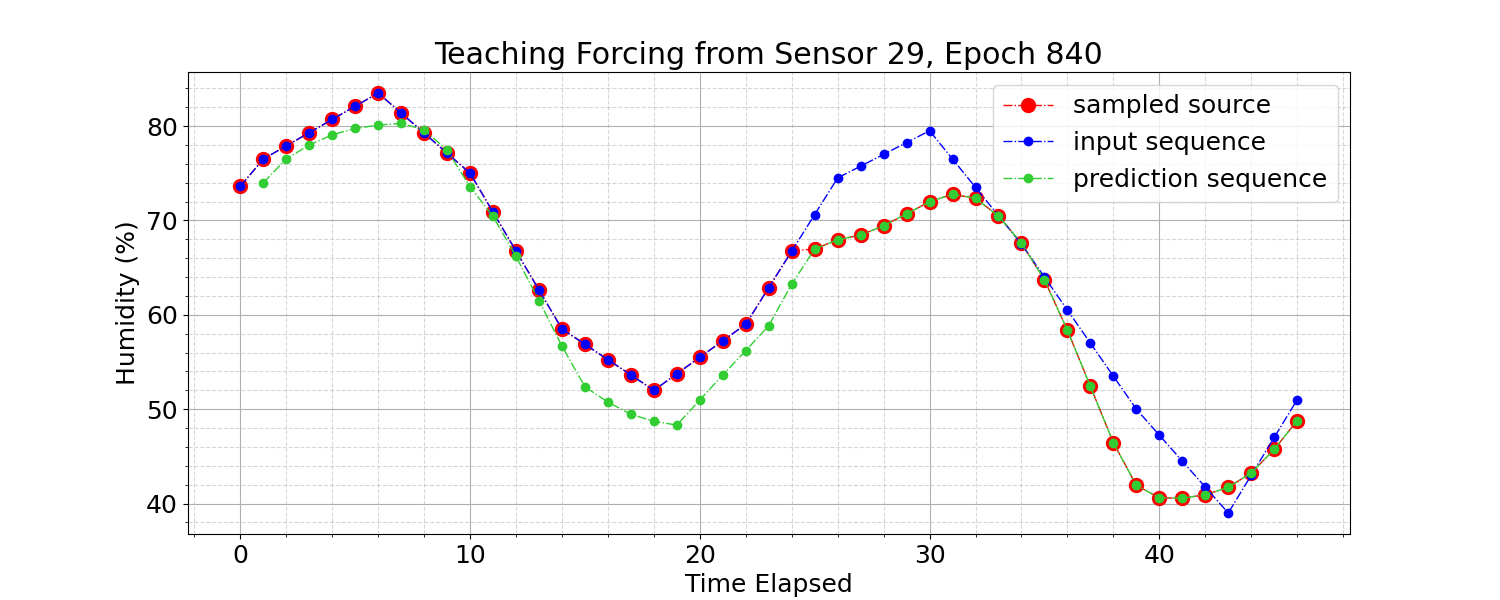 Teaching Forcing from Sensor 29, Epoch 840
sampled source
input sequence
prediction sequence
Humidity (%)
80
70
60
50
40
0 10 20 30 40
Time Elapsed